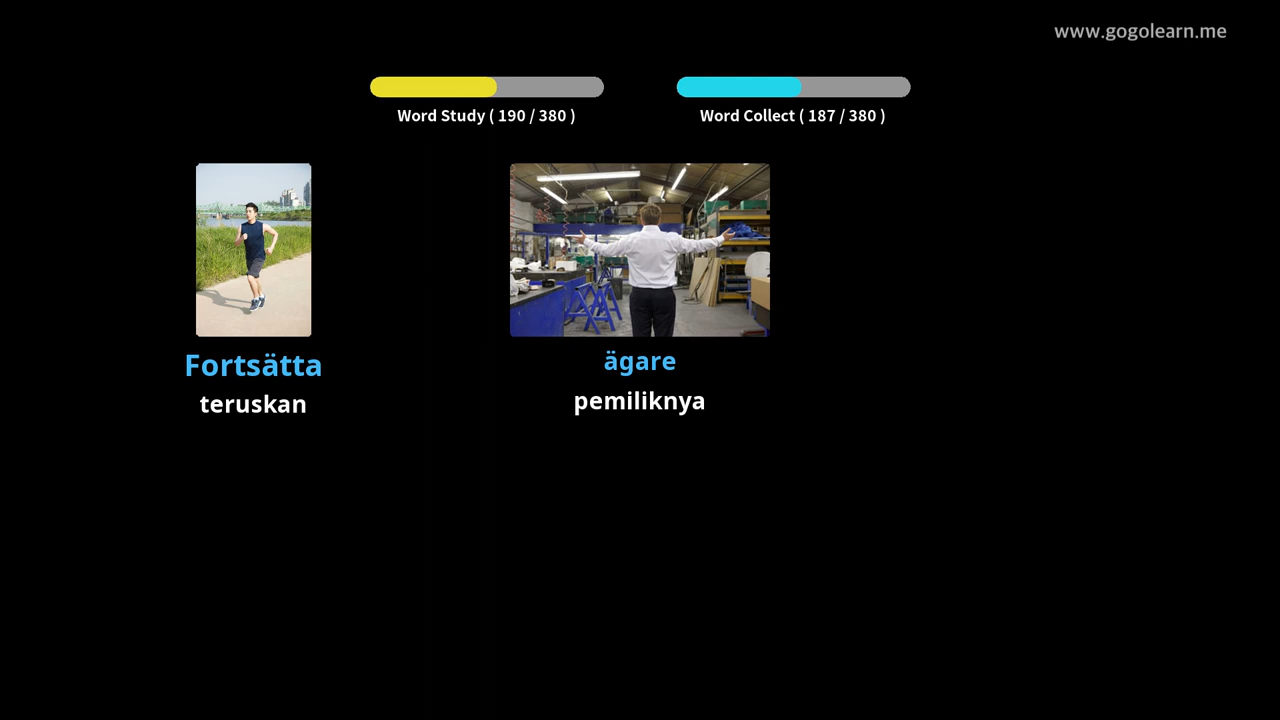 www.gogolearn.me
Word Study ( 190 / 380 )
Word Collect ( 187 / 380 )
Fortsätta
teruskan
ägare
pemiliknya